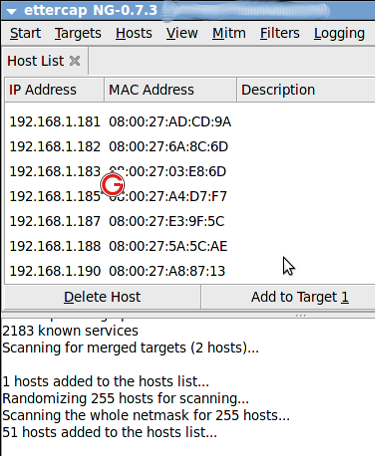 ettercap NG-0.7.3
Start Targets Hosts View Mitm Filters Logging
Host List
IP Address MAC Address Description
192.168.1.181 08:00:27:AD:CD:9A
192.168.1.182 08:00:27:6A:8C:6D
192.168.1.183 08:00:27:03:E8:6D
192.168.1.185 08:00:27:A4:D7:F7
192.168.1.187 08:00:27:E3:9F:5C
192.168.1.188 08:00:27:5A:5C:AE
192.168.1.190 08:00:27:A8:87:13
G
Delete Host Add to Target 1
2183 known services
Scanning for merged targets (2 hosts)...
1 hosts added to the hosts list...
Randomizing 255 hosts for scanning...
Scanning the whole netmask for 255 hosts...
51 hosts added to the hosts list...